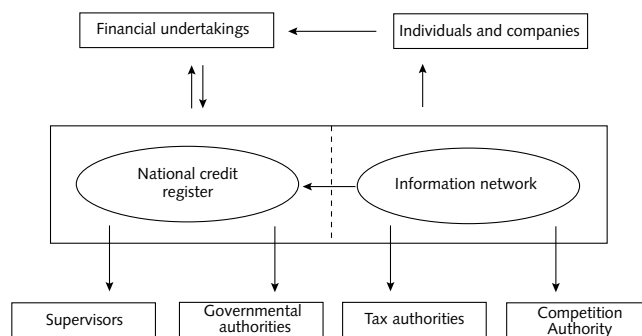 Financial undertakings
Individuals and companies
National credit
register
Information network
Supervisors
Governmental
authorities
Tax authorities
Competition
Authority